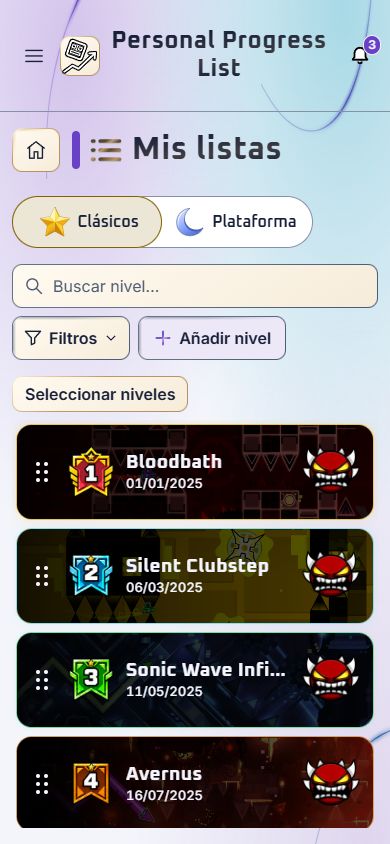 Personal Progress
List
3
Mis listas
Clásicos
Plataforma
Buscar nivel...
Filtros
Añadir nivel
Seleccionar niveles
1
Bloodbath
01/01/2025
2
Silent Clubstep
06/03/2025
3
Sonic Wave Infi...
11/05/2025
4
Avernus
16/07/2025